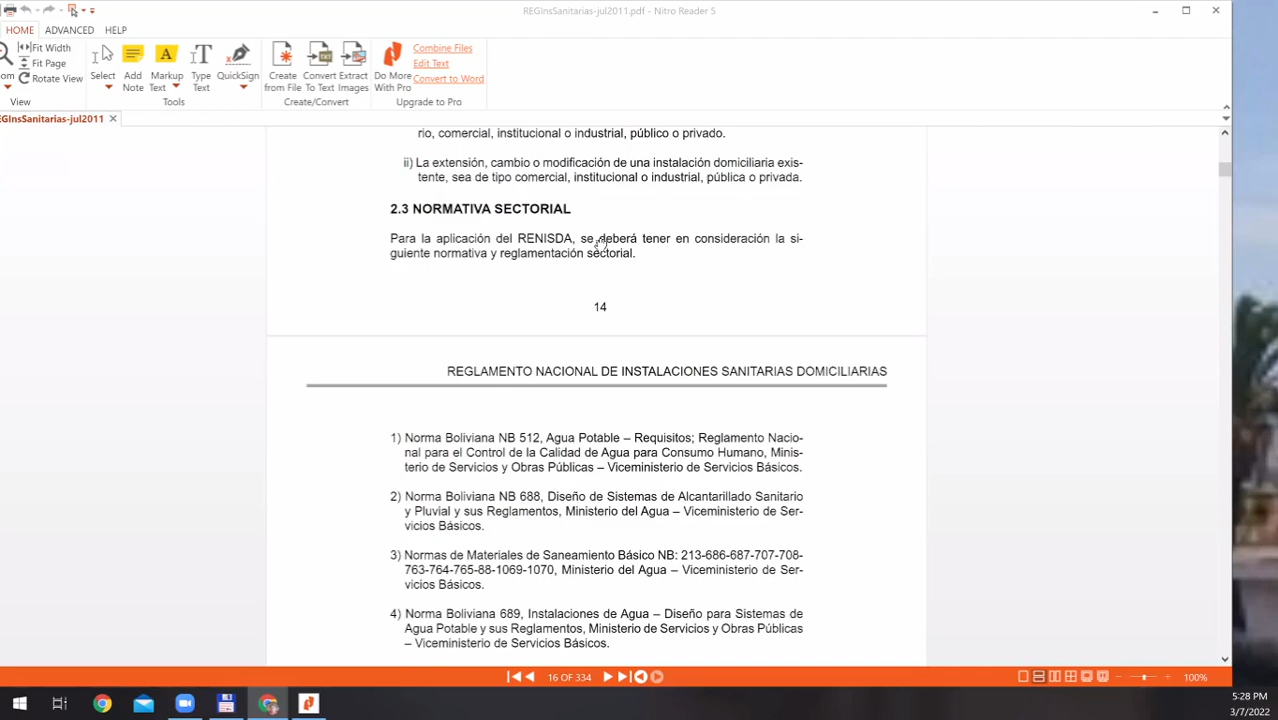 REGInsSanitarias-jul2011.pdf - Nitro Reader 5
HOME ADVANCED HELP
Fit Width
Fit Page
Rotate View
View
Select
Add Note
Markup Text
Type Text
QuickSign
Tools
Create from File
Convert To Text
Extract Images
Create/Convert
Do More With Pro
Combine Files
Edit Text
Convert to Word
Upgrade to Pro
EGInsSanitarias-jul2011
rio, comercial, institucional o industrial, público o privado.
ii) La extensión, cambio o modificación de una instalación domiciliaria exis-
tente, sea de tipo comercial, institucional o industrial, pública o privada.
2.3 NORMATIVA SECTORIAL
Para la aplicación del RENISDA, se deberá tener en consideración la si-
guiente normativa y reglamentación sectorial.
14
REGLAMENTO NACIONAL DE INSTALACIONES SANITARIAS DOMICILIARIAS
1) Norma Boliviana NB 512, Agua Potable – Requisitos; Reglamento Nacio-
nal para el Control de la Calidad de Agua para Consumo Humano, Minis-
terio de Servicios y Obras Públicas – Viceministerio de Servicios Básicos.
2) Norma Boliviana NB 688, Diseño de Sistemas de Alcantarillado Sanitario
y Pluvial y sus Reglamentos, Ministerio del Agua – Viceministerio de Ser-
vicios Básicos.
3) Normas de Materiales de Saneamiento Básico NB: 213-686-687-707-708-
763-764-765-88-1069-1070, Ministerio del Agua – Viceministerio de Ser-
vicios Básicos.
4) Norma Boliviana 689, Instalaciones de Agua – Diseño para Sistemas de
Agua Potable y sus Reglamentos, Ministerio de Servicios y Obras Públicas
– Viceministerio de Servicios Básicos.
16 OF 334
100%
5:28 PM
3/7/2022